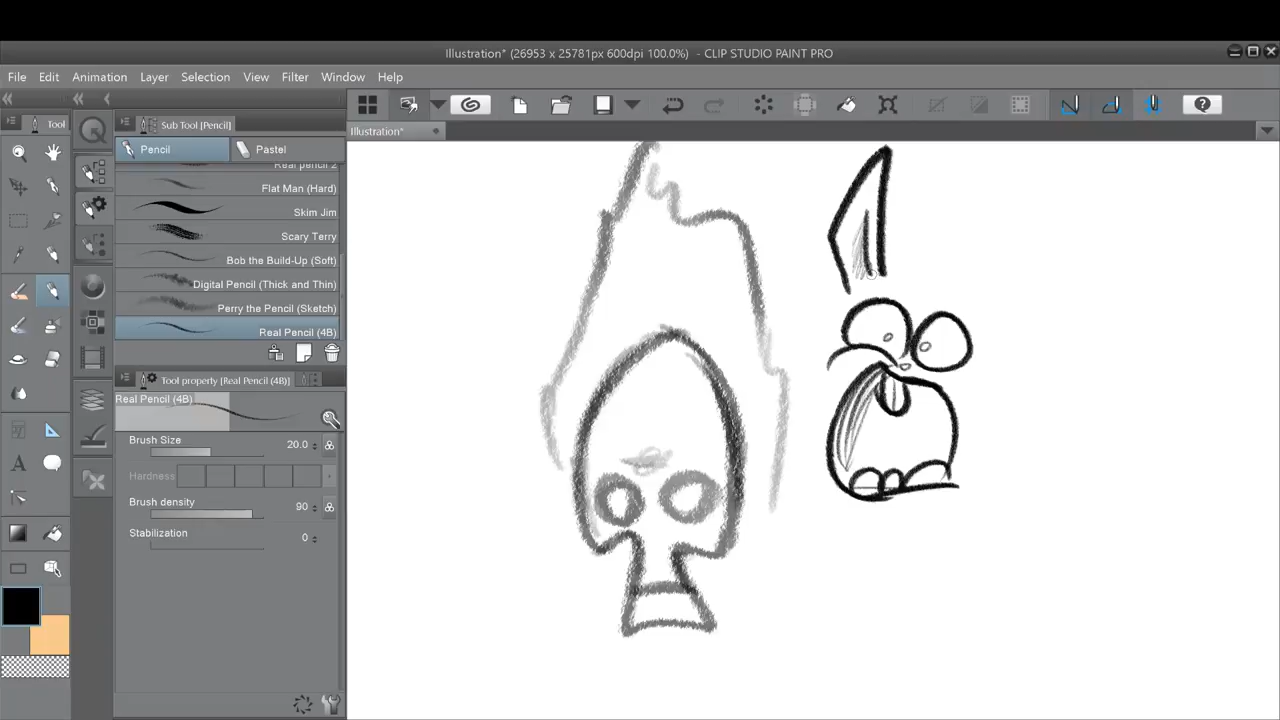 Illustration* (26953 x 25781px 600dpi 100.0%) - CLIP STUDIO PAINT PRO
File Edit Animation Layer Selection View Filter Window Help
Tool
Sub Tool [Pencil]
Illustration*
Pencil Pastel
Real pencil 2
Flat Man (Hard)
Skim Jim
Scary Terry
Bob the Build-Up (Soft)
Digital Pencil (Thick and Thin)
Perry the Pencil (Sketch)
Real Pencil (4B)
Tool property [Real Pencil (4B)]
Real Pencil (4B)
Brush Size 20.0
Hardness
Brush density 90
Stabilization 0